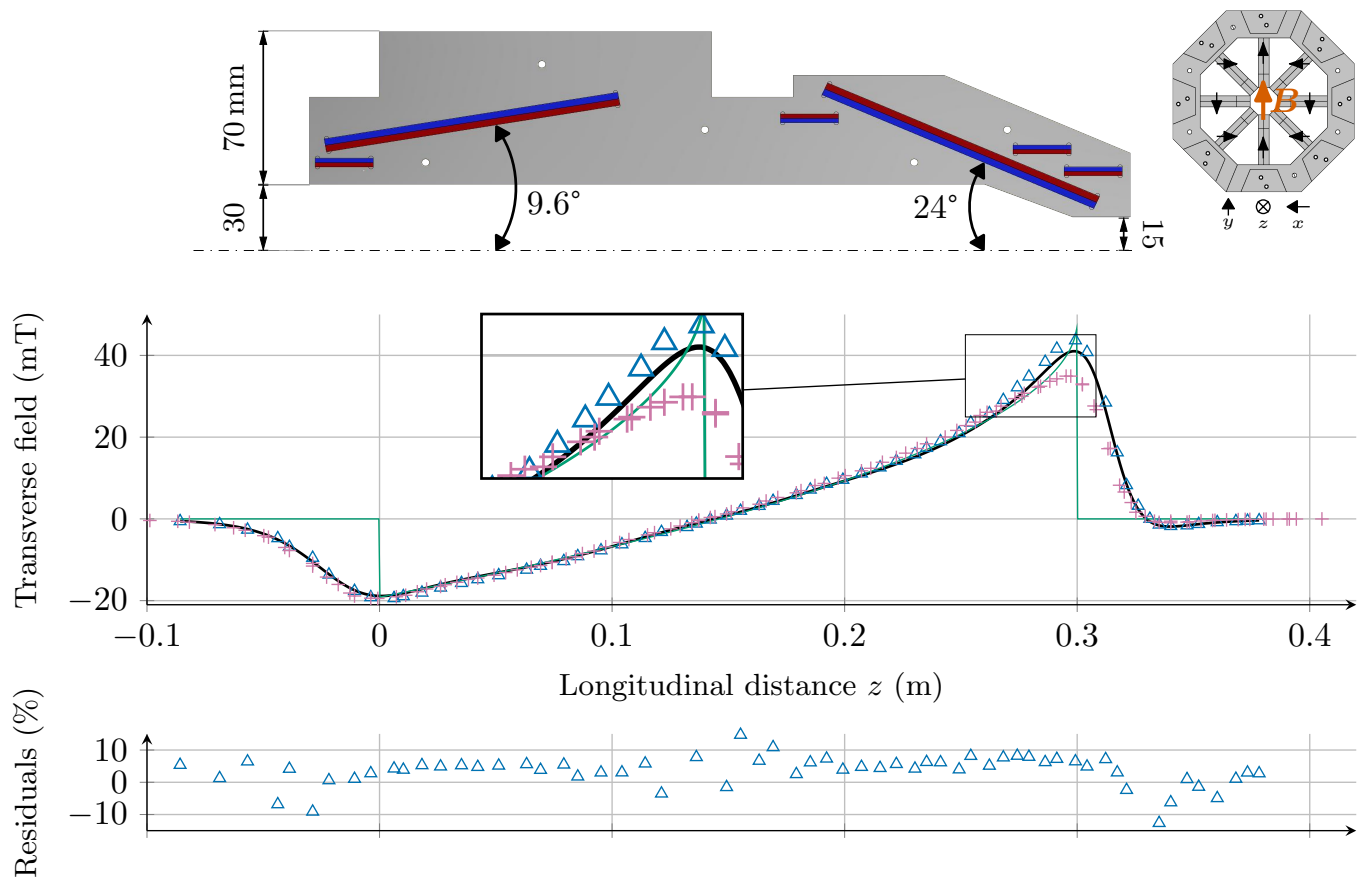 70 mm
30
9.6°
24°
15
B
y z x
Transverse field (mT)
40
20
0
−20
−0.1 0 0.1 0.2 0.3 0.4
Longitudinal distance z (m)
Residuals (%)
10
0
−10